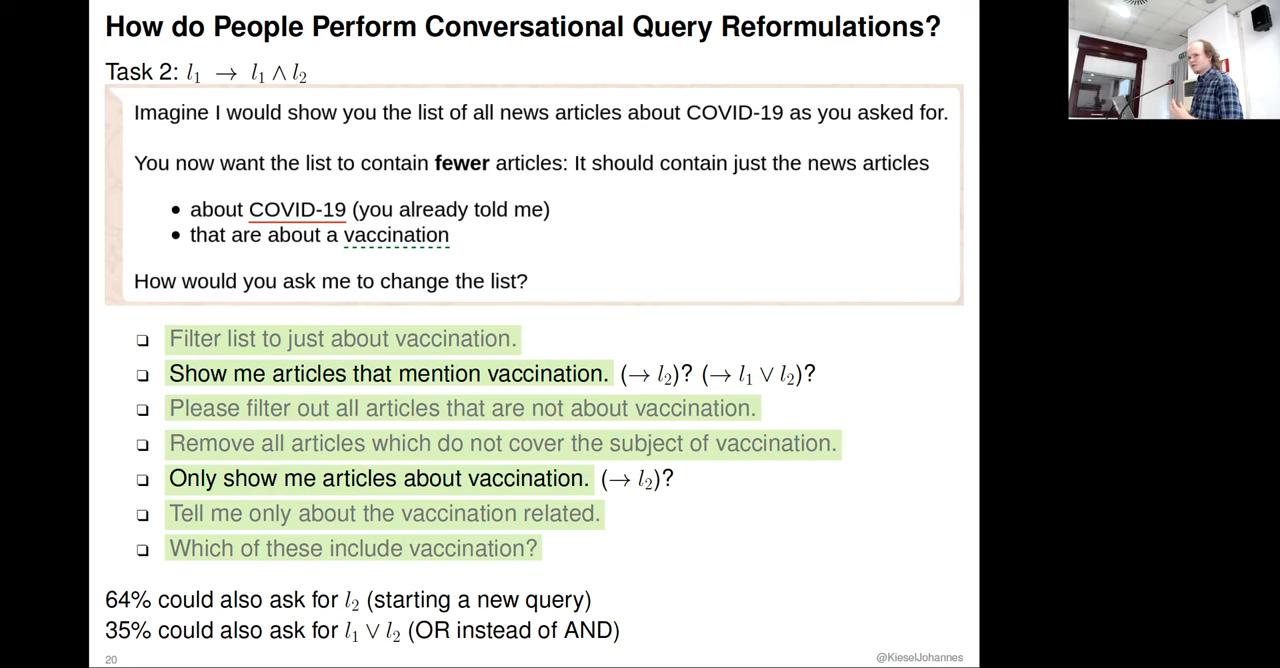 How do People Perform Conversational Query Reformulations?
Task 2: l₁ → l₁ ∧ l₂
Imagine I would show you the list of all news articles about COVID-19 as you asked for.
You now want the list to contain fewer articles: It should contain just the news articles
• about COVID-19 (you already told me)
• that are about a vaccination
How would you ask me to change the list?
❑ Filter list to just about vaccination.
❑ Show me articles that mention vaccination. (→ l₂)? (→ l₁ ∨ l₂)?
❑ Please filter out all articles that are not about vaccination.
❑ Remove all articles which do not cover the subject of vaccination.
❑ Only show me articles about vaccination. (→ l₂)?
❑ Tell me only about the vaccination related.
❑ Which of these include vaccination?
64% could also ask for l₂ (starting a new query)
35% could also ask for l₁ ∨ l₂ (OR instead of AND)
20
@KieselJohannes